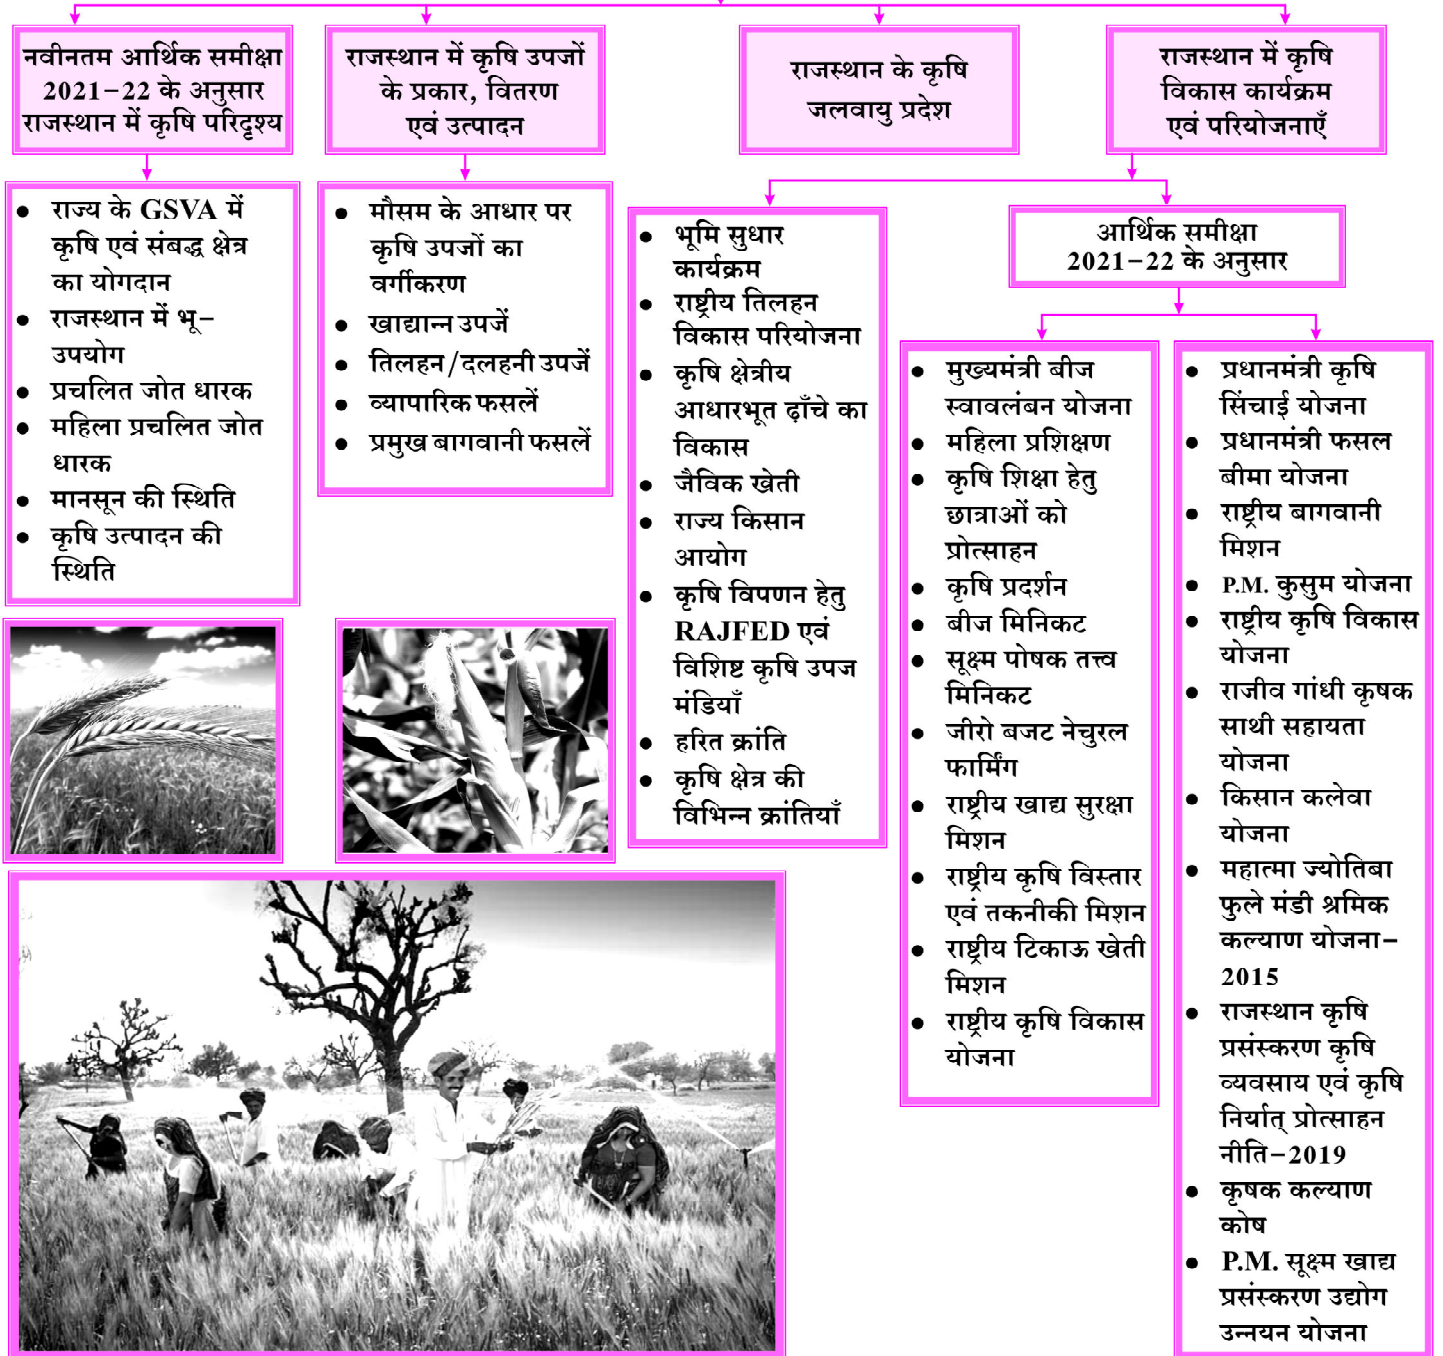 नवीनतम आर्थिक समीक्षा
2021-22 के अनुसार
राजस्थान में कृषि परिदृश्य
राजस्थान में कृषि उपजों
के प्रकार, वितरण
एवं उत्पादन
राजस्थान के कृषि
जलवायु प्रदेश
राजस्थान में कृषि
विकास कार्यक्रम
एवं परियोजनाएँ
• राज्य के GSVA में
कृषि एवं संबद्ध क्षेत्र
का योगदान
• राजस्थान में भू-
उपयोग
• प्रचलित जोत धारक
• महिला प्रचलित जोत
धारक
• मानसून की स्थिति
• कृषि उत्पादन की
स्थिति
• मौसम के आधार पर
कृषि उपजों का
वर्गीकरण
• खाद्यान्न उपजें
• तिलहन/दलहनी उपजें
• व्यापारिक फसलें
• प्रमुख बागवानी फसलें
• भूमि सुधार
कार्यक्रम
• राष्ट्रीय तिलहन
विकास परियोजना
• कृषि क्षेत्रीय
आधारभूत ढ़ाँचे का
विकास
• जैविक खेती
• राज्य किसान
आयोग
• कृषि विपणन हेतु
RAJFED एवं
विशिष्ट कृषि उपज
मंडियाँ
• हरित क्रांति
• कृषि क्षेत्र की
विभिन्न क्रांतियाँ
आर्थिक समीक्षा
2021-22 के अनुसार
• मुख्यमंत्री बीज
स्वावलंबन योजना
• महिला प्रशिक्षण
• कृषि शिक्षा हेतु
छात्राओं को
प्रोत्साहन
• कृषि प्रदर्शन
• बीज मिनिकट
• सूक्ष्म पोषक तत्त्व
मिनिकट
• जीरो बजट नेचुरल
फार्मिंग
• राष्ट्रीय खाद्य सुरक्षा
मिशन
• राष्ट्रीय कृषि विस्तार
एवं तकनीकी मिशन
• राष्ट्रीय टिकाऊ खेती
मिशन
• राष्ट्रीय कृषि विकास
योजना
• प्रधानमंत्री कृषि
सिंचाई योजना
• प्रधानमंत्री फसल
बीमा योजना
• राष्ट्रीय बागवानी
मिशन
• P.M. कुसुम योजना
• राष्ट्रीय कृषि विकास
योजना
• राजीव गांधी कृषक
साथी सहायता
योजना
• किसान कलेवा
योजना
• महात्मा ज्योतिबा
फुले मंडी श्रमिक
कल्याण योजना-
2015
• राजस्थान कृषि
प्रसंस्करण कृषि
व्यवसाय एवं कृषि
निर्यात् प्रोत्साहन
नीति-2019
• कृषक कल्याण
कोष
• P.M. सूक्ष्म खाद्य
प्रसंस्करण उद्योग
उन्नयन योजना